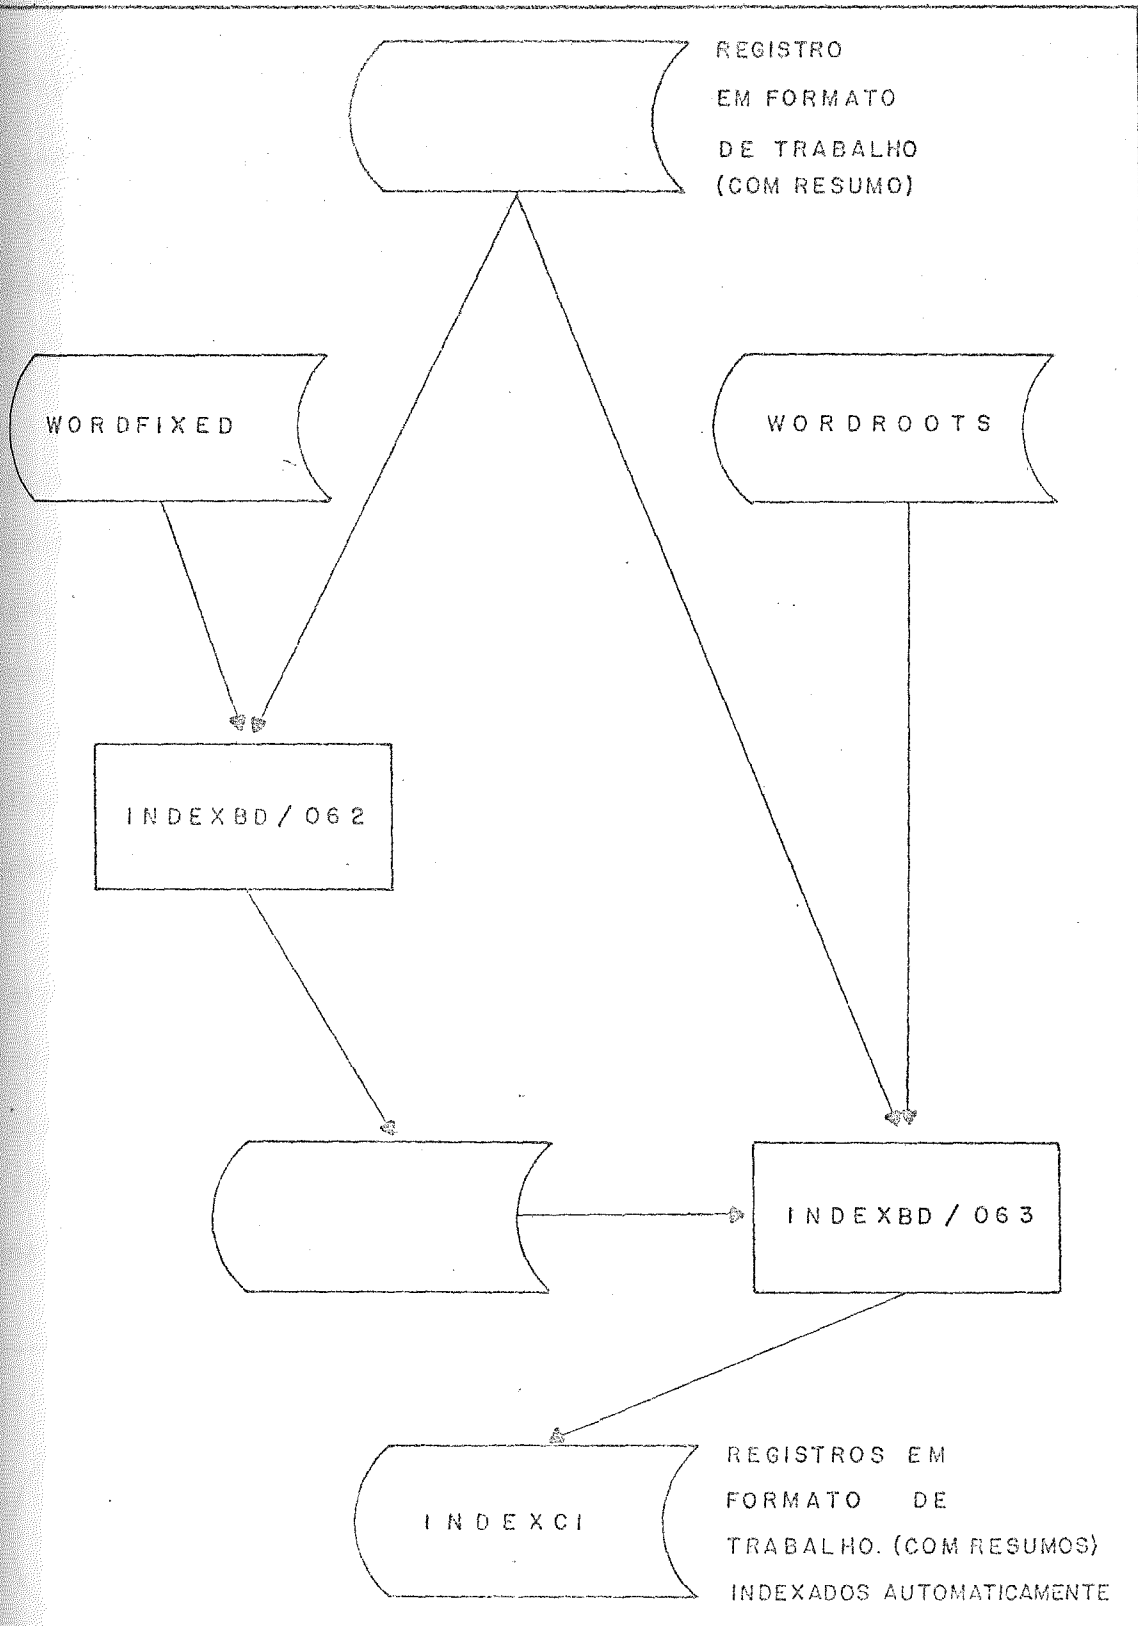 REGISTRO
EM FORMATO
DE TRABALHO
(COM RESUMO)
WORDFIXED
WORDROOTS
INDEXBD/062
INDEXBD/063
INDEXCI
REGISTROS EM
FORMATO DE
TRABALHO. (COM RESUMOS)
INDEXADOS AUTOMATICAMENTE